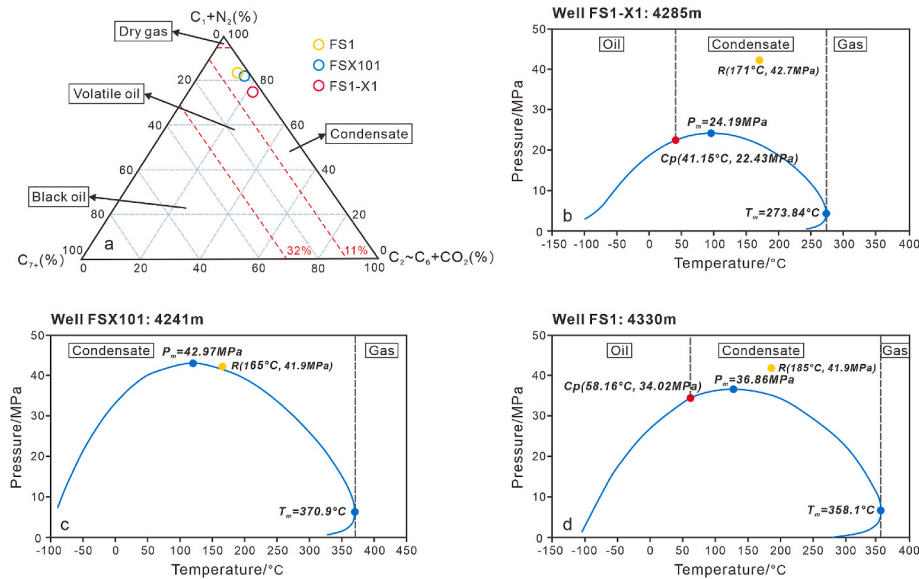 C₁+N₂(%)
Dry gas
0 100
FS1
FSX101
FS1-X1
20
80
Volatile oil
40
60
Condensate
60
40
Black oil
80
20
a
32%
11%
C₇₊(%)
100
0
C₂~C₆+CO₂(%)
0 20 40 60 80 100
Well FS1-X1: 4285m
Pressure/MPa
50
40
30
20
10
0
Oil
Condensate
Gas
R(171°C, 42.7MPa)
Pₘ=24.19MPa
Cp(41.15°C, 22.43MPa)
Tₘ=273.84°C
b
-150 -100 -50 0 50 100 150 200 250 300 350 400
Temperature/°C
Well FSX101: 4241m
Pressure/MPa
50
40
30
20
10
0
Condensate
Gas
Pₘ=42.97MPa
R(165°C, 41.9MPa)
Tₘ=370.9°C
c
-100 -50 0 50 100 150 200 250 300 350 400 450
Temperature/°C
Well FS1: 4330m
Pressure/MPa
50
40
30
20
10
0
Oil
Condensate
Gas
R(185°C, 41.9MPa)
Pₘ=36.86MPa
Cp(58.16°C, 34.02MPa)
Tₘ=358.1°C
d
-150 -100 -50 0 50 100 150 200 250 300 350 400
Temperature/°C